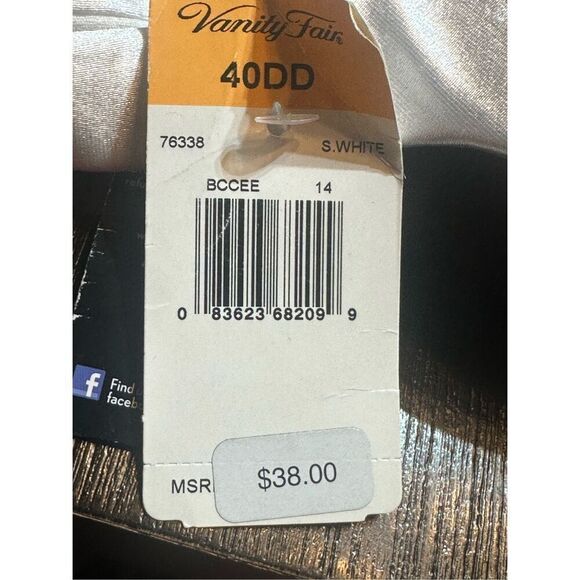 Vanity Fair
40DD
76338 S.WHITE
BCCEE 14
0 83623 68209 9
f Find
faceb
MSR
$38.00